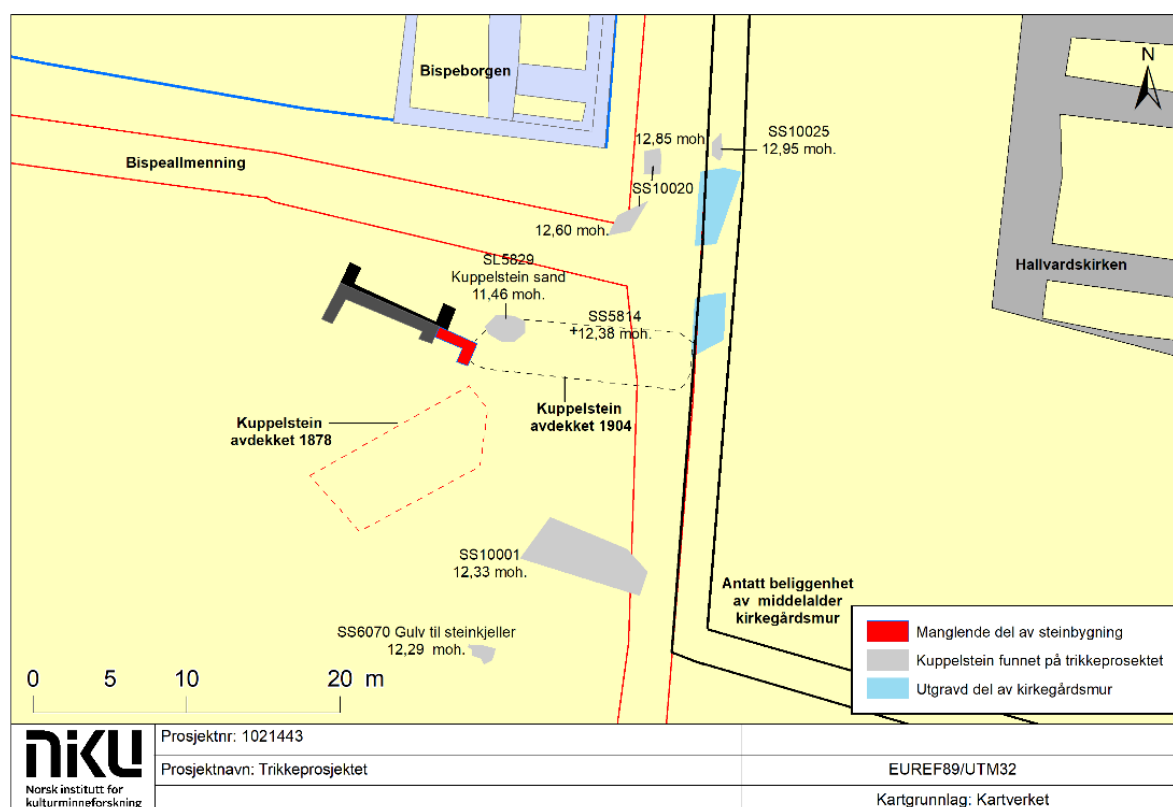 Bispeborgen
N
12,85 moh
SS10025
12,95 moh.
Bispeallmenning
SS10020
12,60 moh.
SL5829
Kuppelstein sand
11,46 moh.
Hallvardskirken
SS5814
12,38 moh.
Kuppelstein
avdekket 1904
Kuppelstein
avdekket 1878
SS10001
12,33 moh.
Antatt beliggenhet
av middelalder
kirkegårdsmur
SS6070 Gulv til steinkjeller
12,29 moh.
0 5 10 20 m
Manglende del av steinbygning
Kuppelstein funnet på trikkeprosektet
Utgravd del av kirkegårdsmur
NIKU
Norsk institutt for
kulturminneforskning
Prosjektnr: 1021443
Prosjektnavn: Trikkeprosjektet
EUREF89/UTM32
Kartgrunnlag: Kartverket